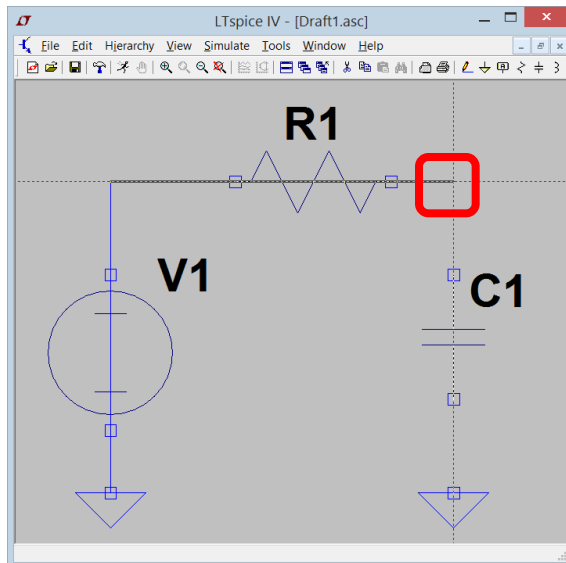 LTspice IV - [Draft1.asc]
File Edit Hierarchy View Simulate Tools Window Help
R1
V1
C1